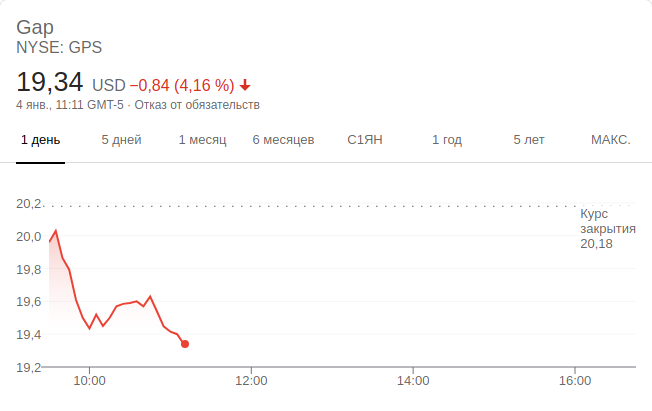 Gap
NYSE: GPS
19,34 USD −0,84 (4,16 %)
4 янв., 11:11 GMT-5 · Отказ от обязательств
1 день 5 дней 1 месяц 6 месяцев С1ЯН 1 год 5 лет МАКС.
20,2
Курс
закрытия
20,18
20,0
19,8
19,6
19,4
19,2
10:00 12:00 14:00 16:00